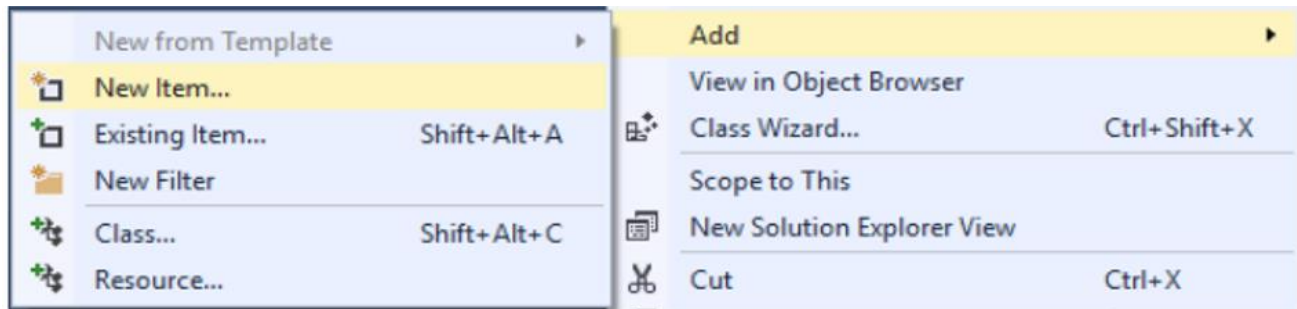 New from Template
New Item...
Existing Item... Shift+Alt+A
New Filter
Class... Shift+Alt+C
Resource...
Add
View in Object Browser
Class Wizard... Ctrl+Shift+X
Scope to This
New Solution Explorer View
Cut Ctrl+X